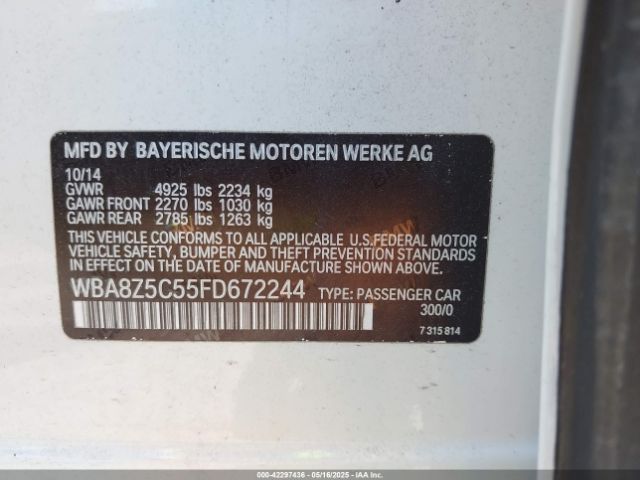 MFD BY BAYERISCHE MOTOREN WERKE AG
10/14
GVWR 4925 lbs 2234 kg
GAWR FRONT 2270 lbs 1030 kg
GAWR REAR 2785 lbs 1263 kg
THIS VEHICLE CONFORMS TO ALL APPLICABLE U.S.FEDERAL MOTOR
VEHICLE SAFETY, BUMPER AND THEFT PREVENTION STANDARDS
IN EFFECT ON THE DATE OF MANUFACTURE SHOWN ABOVE.
WBA8Z5C55FD672244 TYPE: PASSENGER CAR
300/0
7 315 814
000-42297436 - 05/16/2025 - IAA Inc.